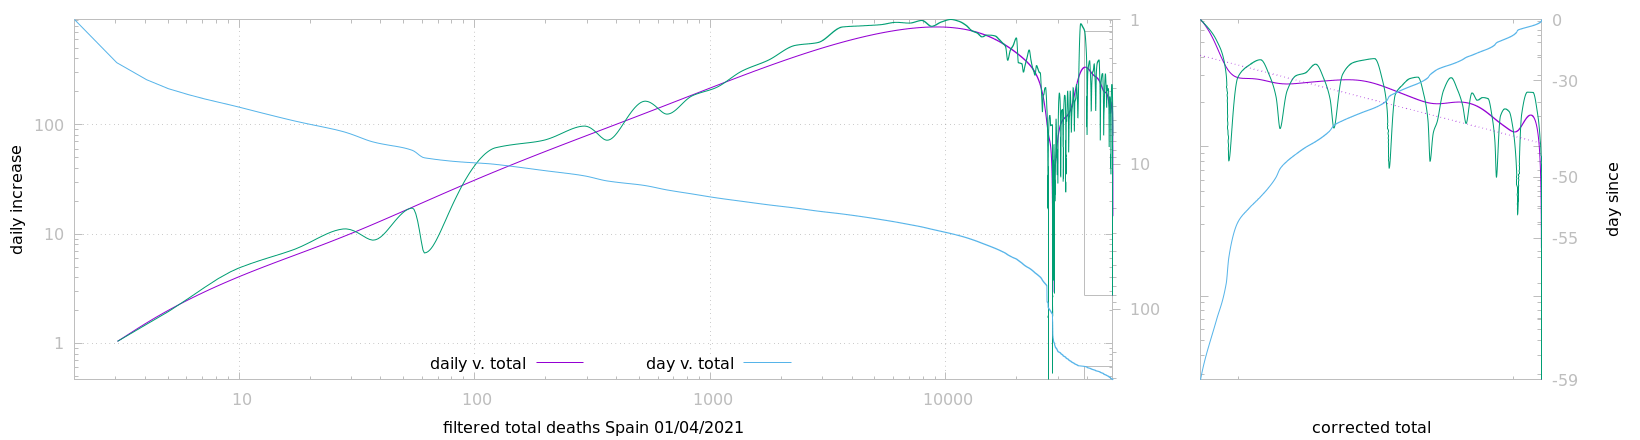 daily increase
100
10
1
10
100
1000
10000
1
10
100
daily v. total
day v. total
filtered total deaths Spain 01/04/2021
0
-30
-50
-55
-59
day since
corrected total